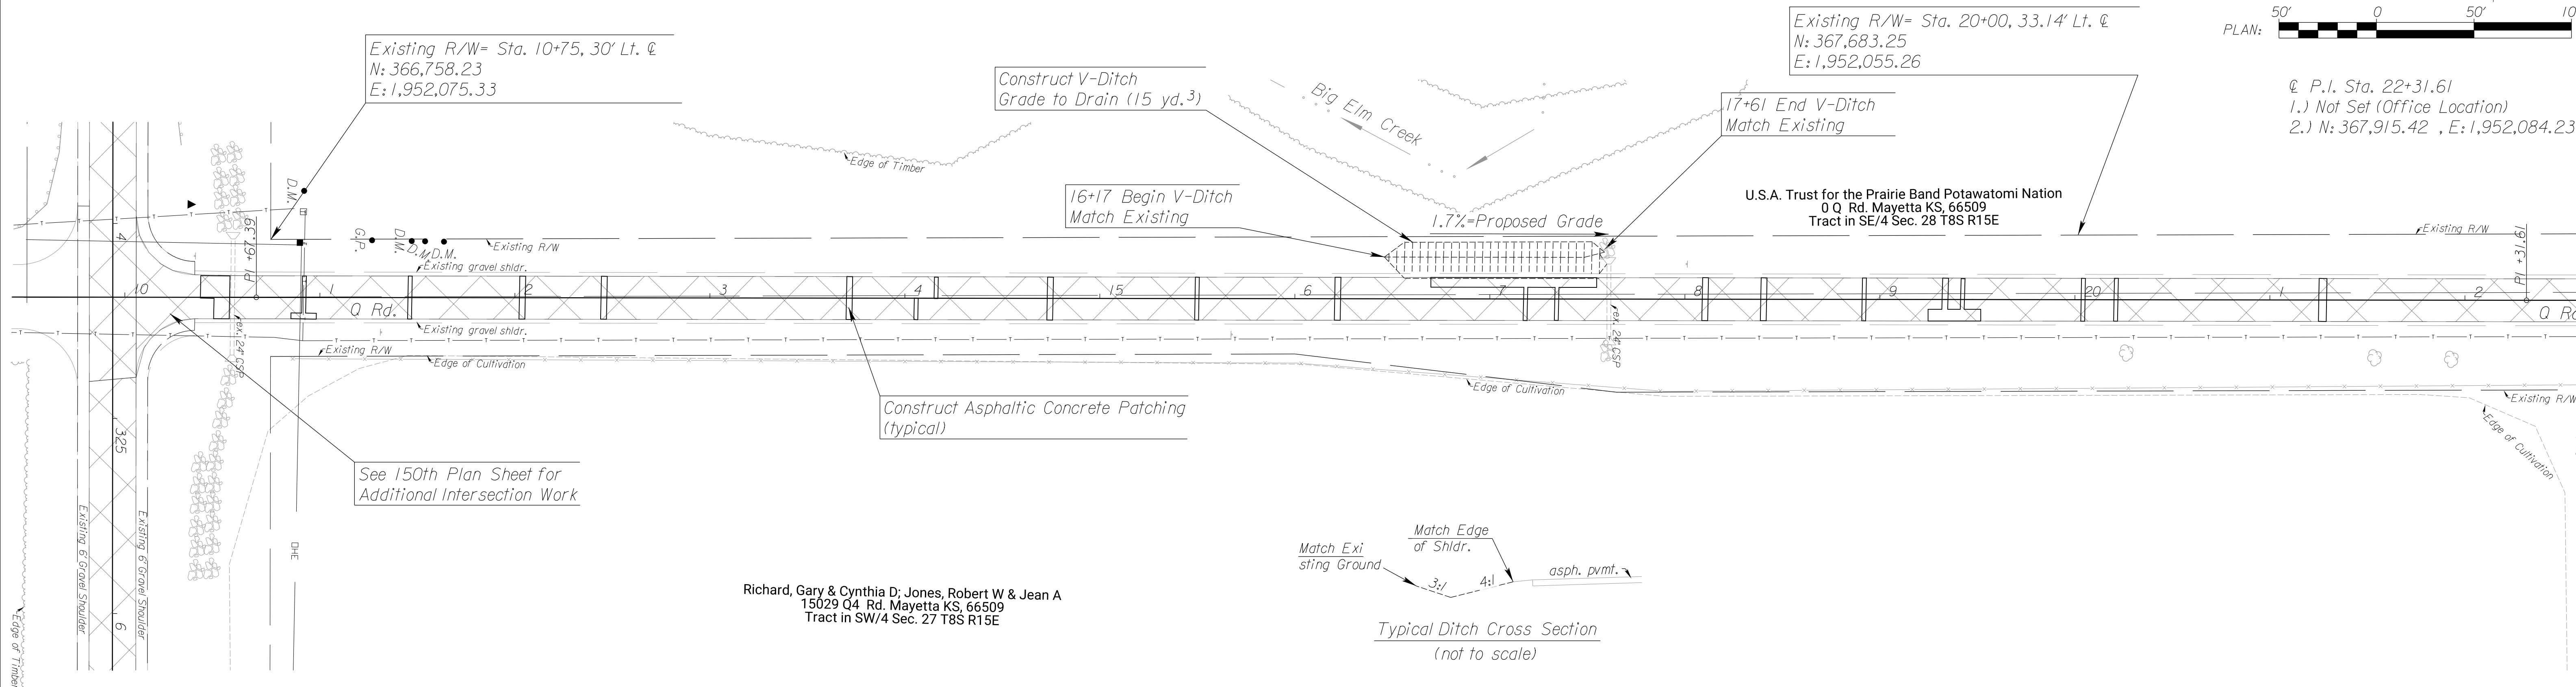 Existing R/W= Sta. 10+75, 30' Lt. ℄
N: 366,758.23
E: 1,952,075.33
Construct V-Ditch
Grade to Drain (15 yd.³)
Big Elm Creek
17+61 End V-Ditch
Match Existing
Existing R/W= Sta. 20+00, 33.14' Lt. ℄
N: 367,683.25
E: 1,952,055.26
PLAN:
50'
0
50'
℄ P.I. Sta. 22+31.61
1.) Not Set (Office Location)
2.) N: 367,915.42 , E: 1,952,084.23
Edge of Timber
16+17 Begin V-Ditch
Match Existing
1.7%=Proposed Grade
U.S.A. Trust for the Prairie Band Potawatomi Nation
0 Q Rd. Mayetta KS, 66509
Tract in SE/4 Sec. 28 T8S R15E
D.M.
G.P.
D.M.
D.M.
D.M.
Existing R/W
Existing R/W
Existing gravel shldr.
PI +67.39
PI +31.61
4
10
1
2
3
4
15
6
7
8
9
20
1
2
Q Rd.
Existing gravel shldr.
Existing R/W
Edge of Cultivation
ex. 24" CSP
ex. 24" CSP
Edge of Cultivation
Existing R/W
Edge of Cultivation
Construct Asphaltic Concrete Patching
(typical)
See 150th Plan Sheet for
Additional Intersection Work
325
6
Existing 6' Gravel Shoulder
Existing 6' Gravel Shoulder
Edge of Timber
OHE
Richard, Gary & Cynthia D; Jones, Robert W & Jean A
15029 Q4 Rd. Mayetta KS, 66509
Tract in SW/4 Sec. 27 T8S R15E
Match Exi
sting Ground
Match Edge
of Shldr.
3:1
4:1
asph. pvmt.
Typical Ditch Cross Section
(not to scale)